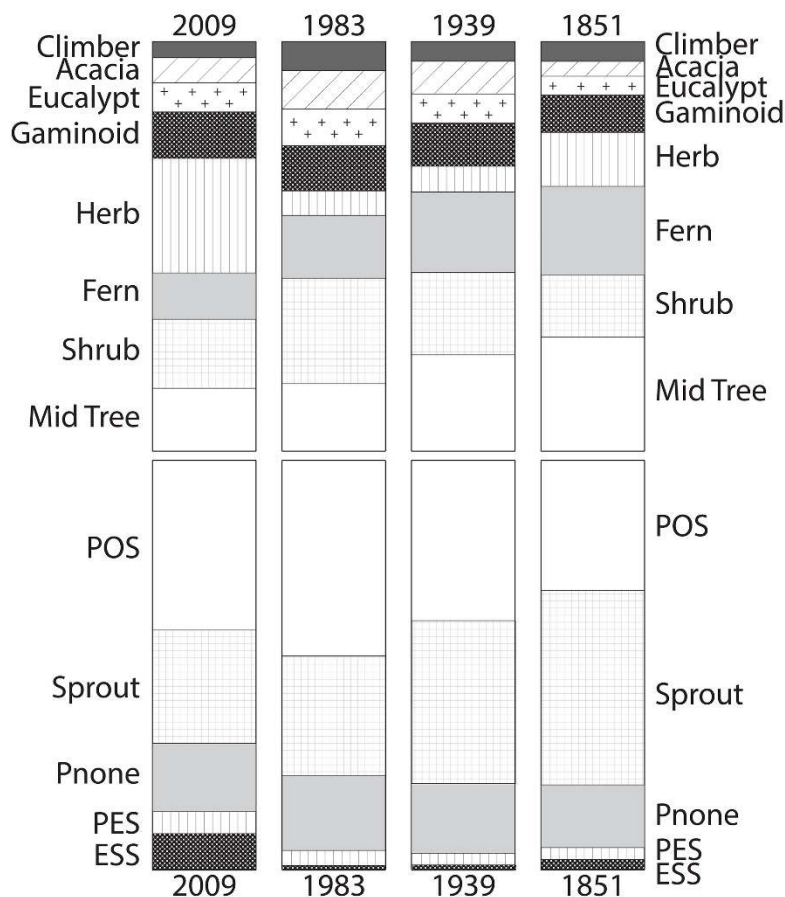 2009 1983 1939 1851
Climber Climber
Acacia Acacia
Eucalypt Eucalypt
Gaminoid Gaminoid
Herb Herb
Fern Fern
Shrub Shrub
Mid Tree Mid Tree
POS POS
Sprout Sprout
Pnone Pnone
PES PES
ESS ESS
2009 1983 1939 1851